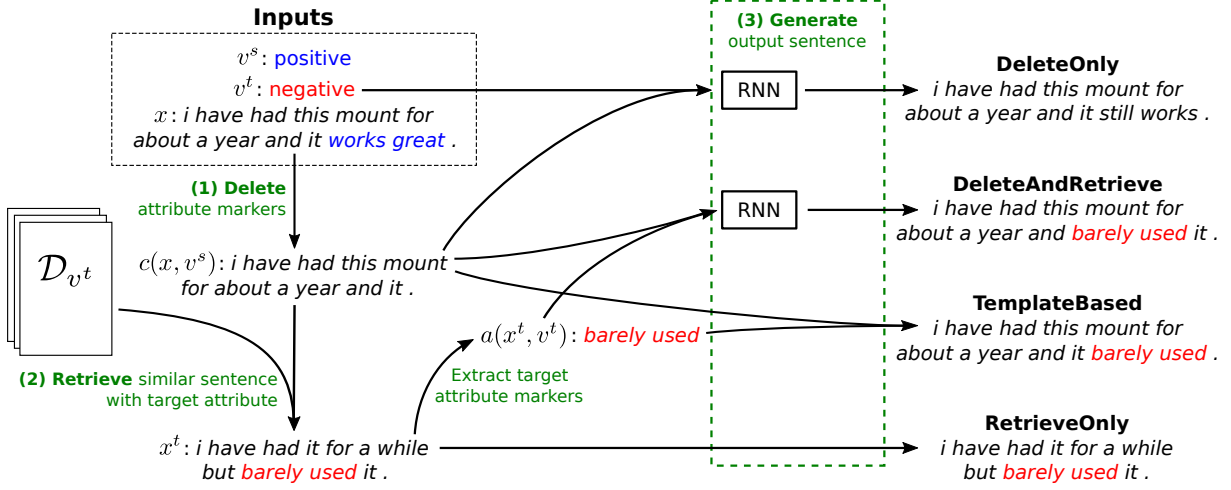 Inputs
v^s: positive
v^t: negative
x: i have had this mount for
about a year and it works great .
(1) Delete
attribute markers
𝒟_{v^t}
c(x, v^s): i have had this mount
for about a year and it .
(2) Retrieve similar sentence
with target attribute
x^t: i have had it for a while
but barely used it .
a(x^t, v^t): barely used
Extract target
attribute markers
(3) Generate
output sentence
RNN
RNN
DeleteOnly
i have had this mount for
about a year and it still works .
DeleteAndRetrieve
i have had this mount for
about a year and barely used it .
TemplateBased
i have had this mount for
about a year and it barely used .
RetrieveOnly
i have had it for a while
but barely used it .